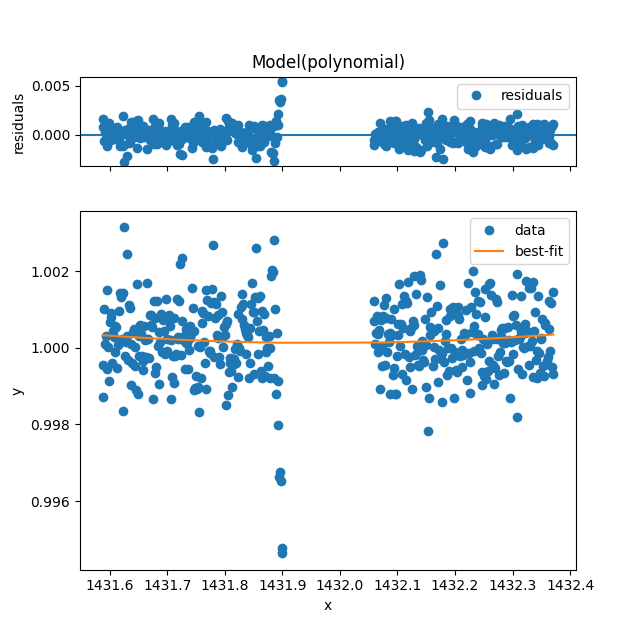 Model(polynomial)
0.005
0.000
residuals
residuals
data
best-fit
1.002
1.000
0.998
0.996
y
1431.6 1431.7 1431.8 1431.9 1432.0 1432.1 1432.2 1432.3 1432.4
x